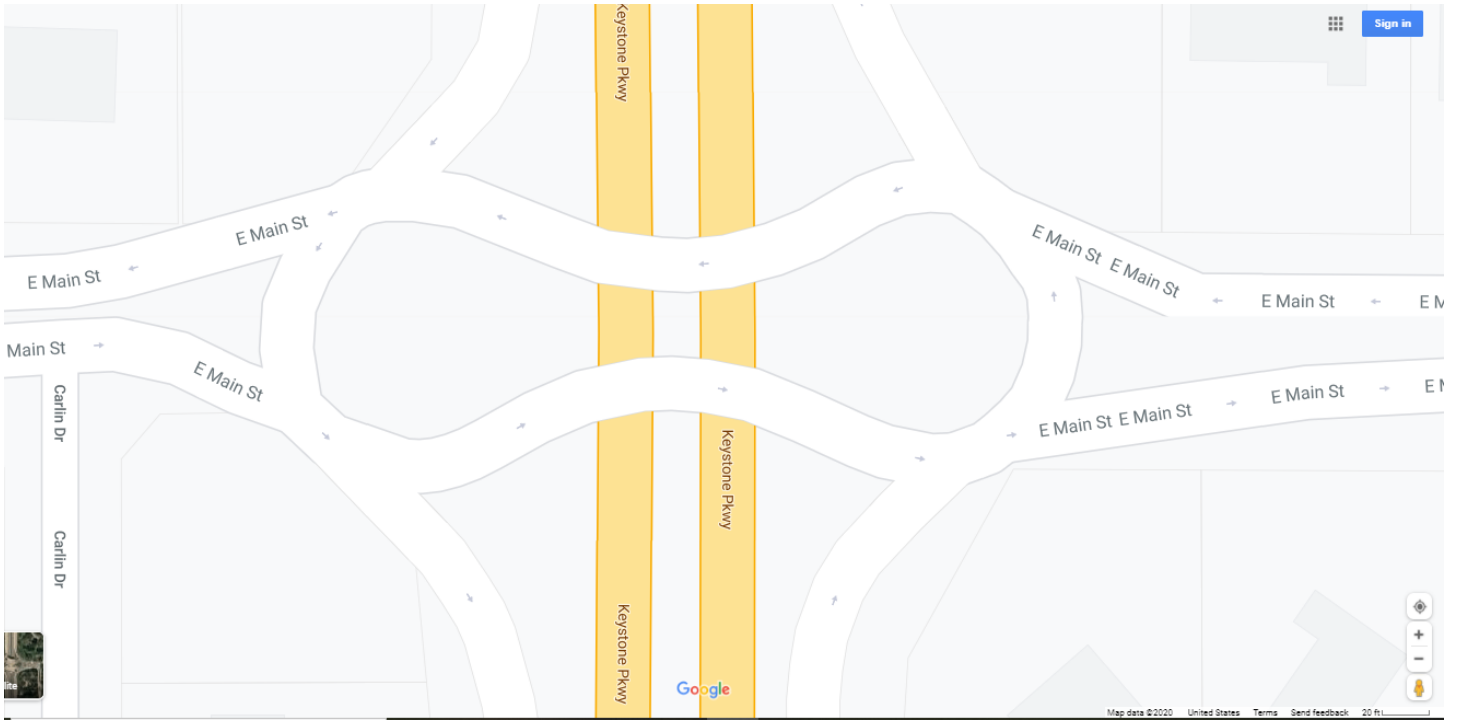 Keystone Pkwy
Sign in
E Main St
E Main St
E Main St
E Main St
E Main St
E M
Main St
E Main St
E Main St
E Main St
E Main St
E M
Carlin Dr
Keystone Pkwy
Carlin Dr
Keystone Pkwy
lite
Google
Map data ©2020 United States Terms Send feedback 20 ft